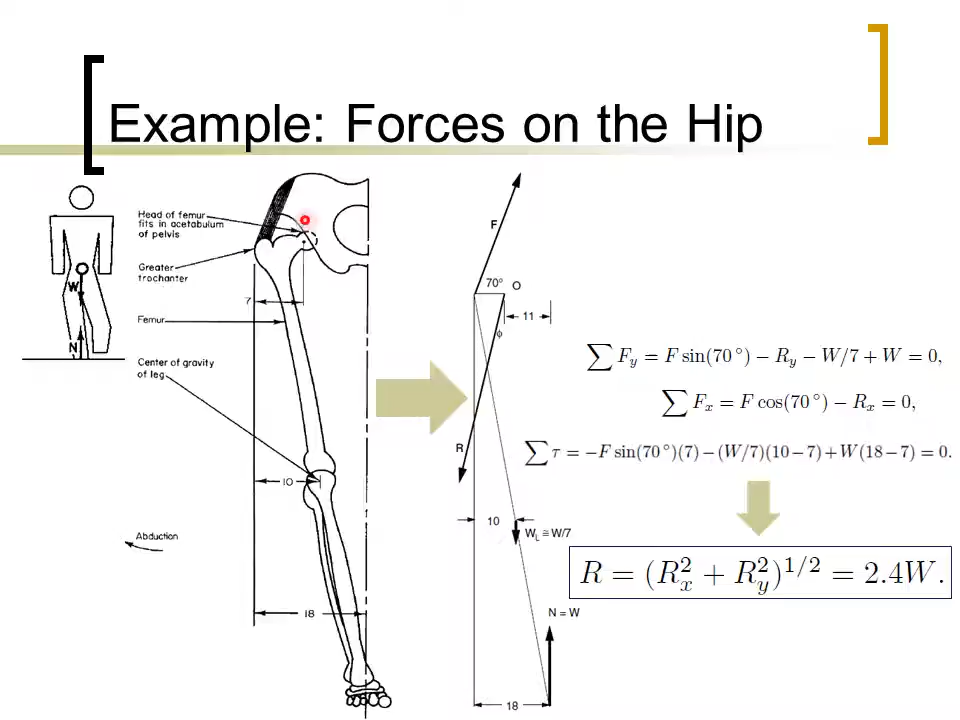 Example: Forces on the Hip
W
N
Head of femur
fits in acetabulum
of pelvis
Greater
trochanter
7
Femur
Center of gravity
of leg
10
Abduction
18
F
70°
O
11
ϕ
R
10
W_L ≅ W/7
N = W
18
∑ F_y = F sin(70°) − R_y − W/7 + W = 0,
∑ F_x = F cos(70°) − R_x = 0,
∑ τ = −F sin(70°)(7) − (W/7)(10 − 7) + W(18 − 7) = 0.
R = (R_x^2 + R_y^2)^{1/2} = 2.4W.